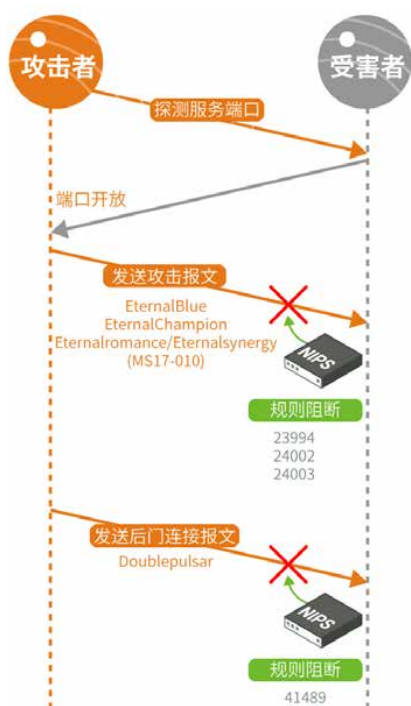 攻击者
受害者
探测服务端口
端口开放
发送攻击报文
EternalBlue
EternalChampion
Eternalromance/Eternalsynergy
(MS17-010)
NIPS
规则阻断
23994
24002
24003
发送后门连接报文
Doublepulsar
NIPS
规则阻断
41489